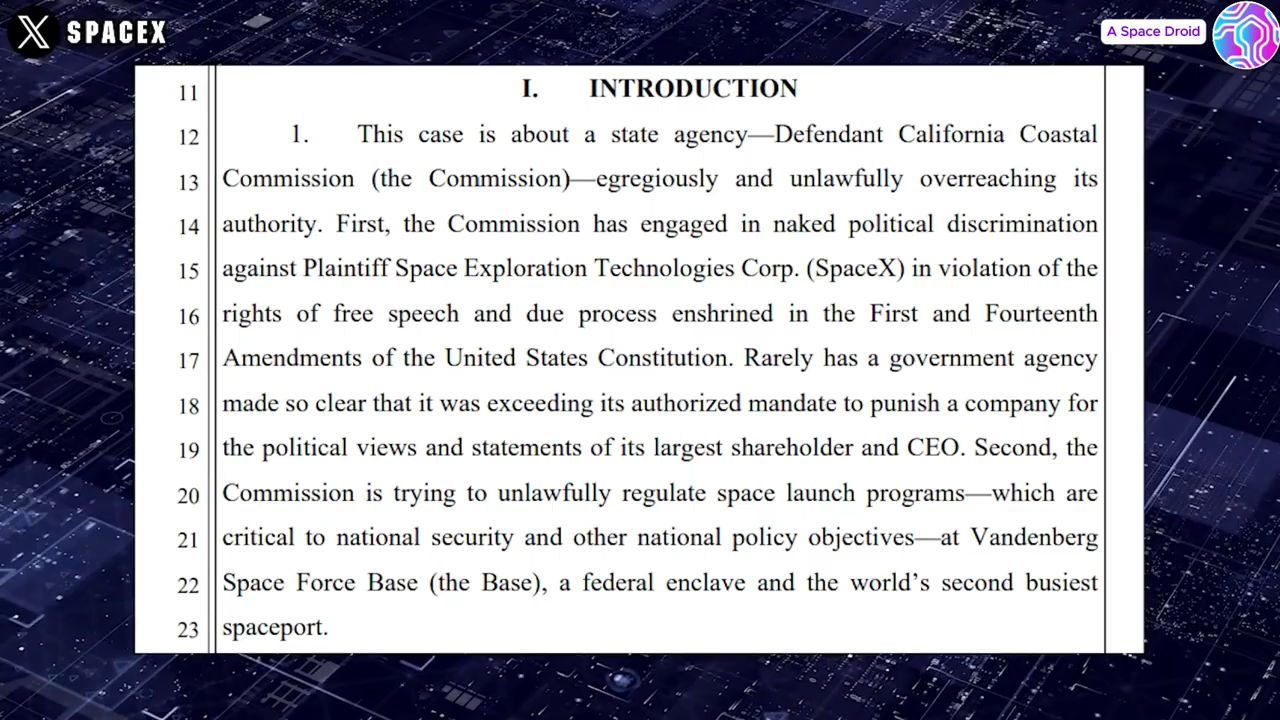 X SPACEX
A Space Droid
11 I. INTRODUCTION
12 1. This case is about a state agency—Defendant California Coastal
13 Commission (the Commission)—egregiously and unlawfully overreaching its
14 authority. First, the Commission has engaged in naked political discrimination
15 against Plaintiff Space Exploration Technologies Corp. (SpaceX) in violation of the
16 rights of free speech and due process enshrined in the First and Fourteenth
17 Amendments of the United States Constitution. Rarely has a government agency
18 made so clear that it was exceeding its authorized mandate to punish a company for
19 the political views and statements of its largest shareholder and CEO. Second, the
20 Commission is trying to unlawfully regulate space launch programs—which are
21 critical to national security and other national policy objectives—at Vandenberg
22 Space Force Base (the Base), a federal enclave and the world’s second busiest
23 spaceport.